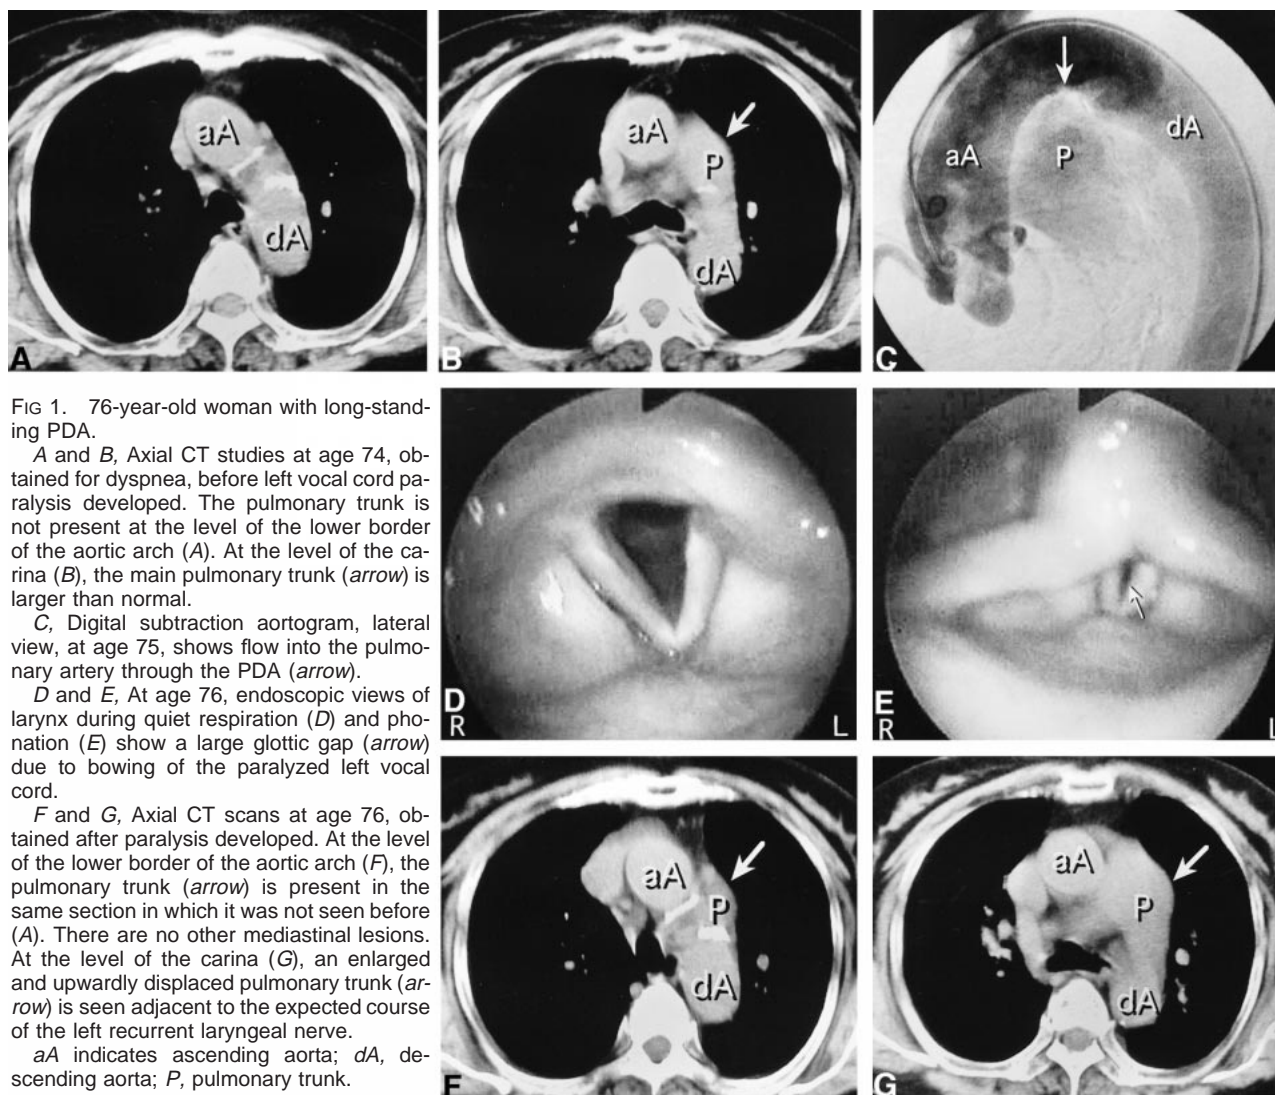 aA
dA
A
aA
P
dA
B
aA
P
dA
C
FIG 1. 76-year-old woman with long-stand-
ing PDA.
A and B, Axial CT studies at age 74, ob-
tained for dyspnea, before left vocal cord pa-
ralysis developed. The pulmonary trunk is
not present at the level of the lower border
of the aortic arch (A). At the level of the ca-
rina (B), the main pulmonary trunk (arrow) is
larger than normal.
C, Digital subtraction aortogram, lateral
view, at age 75, shows flow into the pulmo-
nary artery through the PDA (arrow).
D and E, At age 76, endoscopic views of
larynx during quiet respiration (D) and pho-
nation (E) show a large glottic gap (arrow)
due to bowing of the paralyzed left vocal
cord.
F and G, Axial CT scans at age 76, ob-
tained after paralysis developed. At the level
of the lower border of the aortic arch (F), the
pulmonary trunk (arrow) is present in the
same section in which it was not seen before
(A). There are no other mediastinal lesions.
At the level of the carina (G), an enlarged
and upwardly displaced pulmonary trunk (ar-
row) is seen adjacent to the expected course
of the left recurrent laryngeal nerve.
aA indicates ascending aorta; dA, de-
scending aorta; P, pulmonary trunk.
D
R
L
E
R
L
aA
P
dA
F
aA
P
dA
G